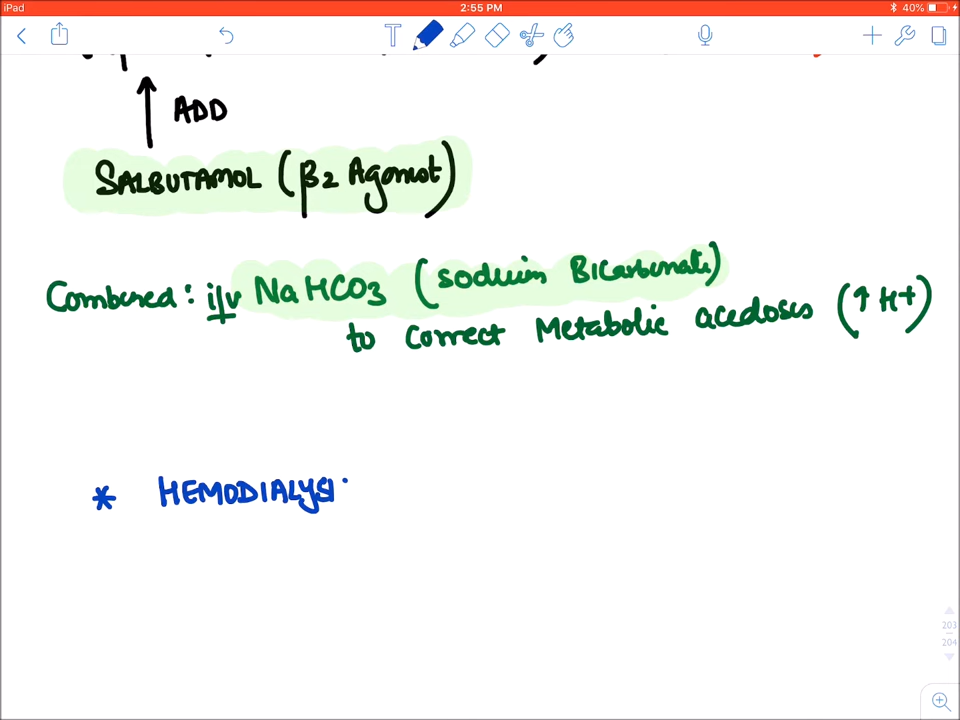 iPad 2:55 PM 40%
T
↑ ADD
SALBUTAMOL (β2 Agonist)
Combined: i/v NaHCO3 (sodium Bicarbonate)
to correct Metabolic acidosis (↑ H+)
* HEMODIALYSI
203
204